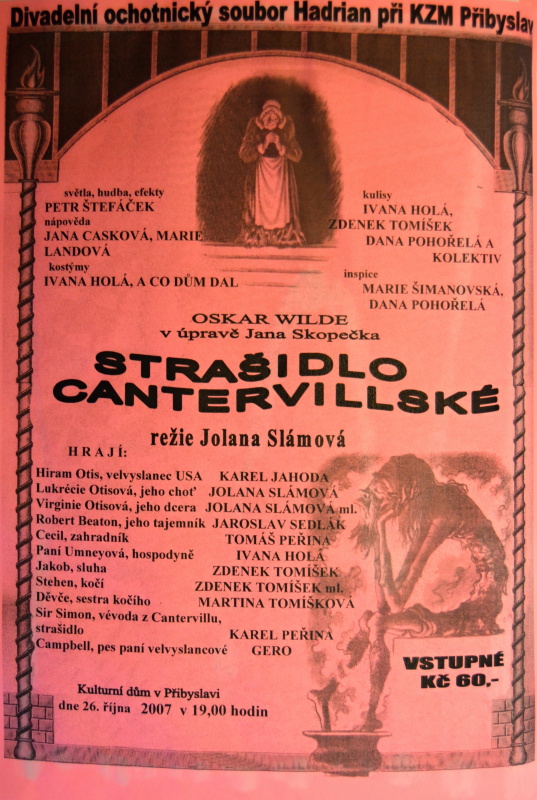 Divadelní ochotnický soubor Hadrian při KZM Přibyslav
světla, hudba, efekty
PETR ŠTEFÁČEK
nápověda
JANA CASKOVÁ, MARIE
LANDOVÁ
kostýmy
IVANA HOLÁ, A CO DŮM DAL
kulisy
IVANA HOLÁ,
ZDENEK TOMÍŠEK
DANA POHOŘELÁ A
KOLEKTIV
inspice
MARIE ŠIMANOVSKÁ,
DANA POHOŘELÁ
OSKAR WILDE
v úpravě Jana Skopečka
STRAŠIDLO
CANTERVILLSKÉ
režie Jolana Slámová
HRAJÍ:
Hiram Otis, velvyslanec USA KAREL JAHODA
Lukrécie Otisová, jeho choť JOLANA SLÁMOVÁ
Virginie Otisová, jeho dcera JOLANA SLÁMOVÁ ml.
Robert Beaton, jeho tajemník JAROSLAV SEDLÁK
Cecil, zahradník TOMÁŠ PEŘINA
Paní Umneyová, hospodyně IVANA HOLÁ
Jakob, sluha ZDENEK TOMÍŠEK
Stehen, kočí ZDENEK TOMÍŠEK ml.
Děvče, sestra kočího MARTINA TOMÍŠKOVÁ
Sir Simon, vévoda z Cantervillu,
strašidlo KAREL PEŘINA
Campbell, pes paní velvyslancové GERO
VSTUPNÉ
KČ 60,-
Kulturní dům v Přibyslavi
dne 26. října 2007 v 19,00 hodin